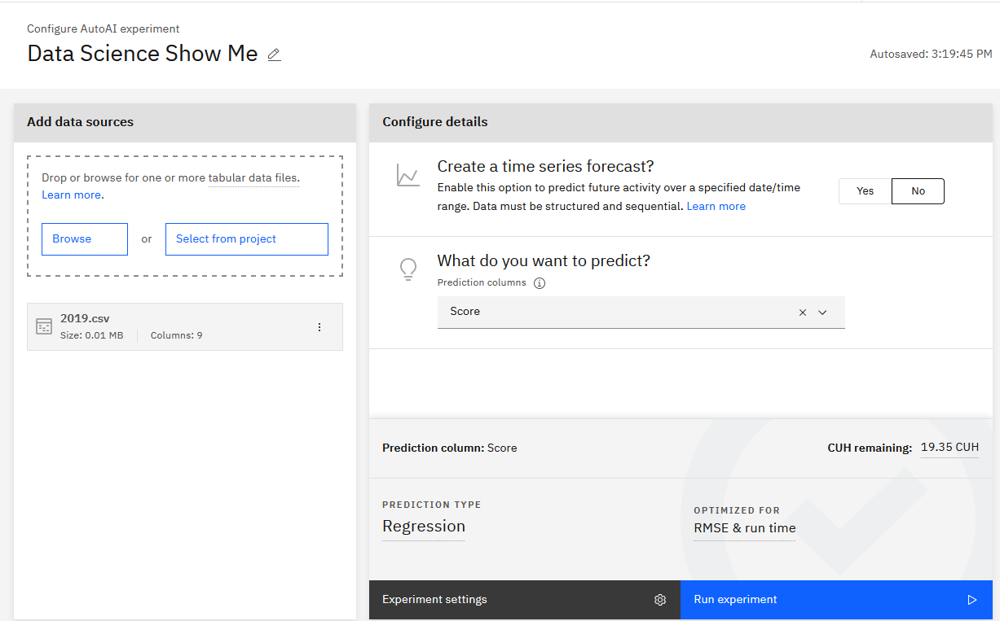 Configure AutoAI experiment
Data Science Show Me
Autosaved: 3:19:45 PM
Add data sources
Drop or browse for one or more tabular data files.
Learn more.
Browse or Select from project
2019.csv
Size: 0.01 MB Columns: 9
Configure details
Create a time series forecast?
Enable this option to predict future activity over a specified date/time
range. Data must be structured and sequential. Learn more
Yes No
What do you want to predict?
Prediction columns
Score
Prediction column: Score
CUH remaining: 19.35 CUH
PREDICTION TYPE
Regression
OPTIMIZED FOR
RMSE & run time
Experiment settings
Run experiment